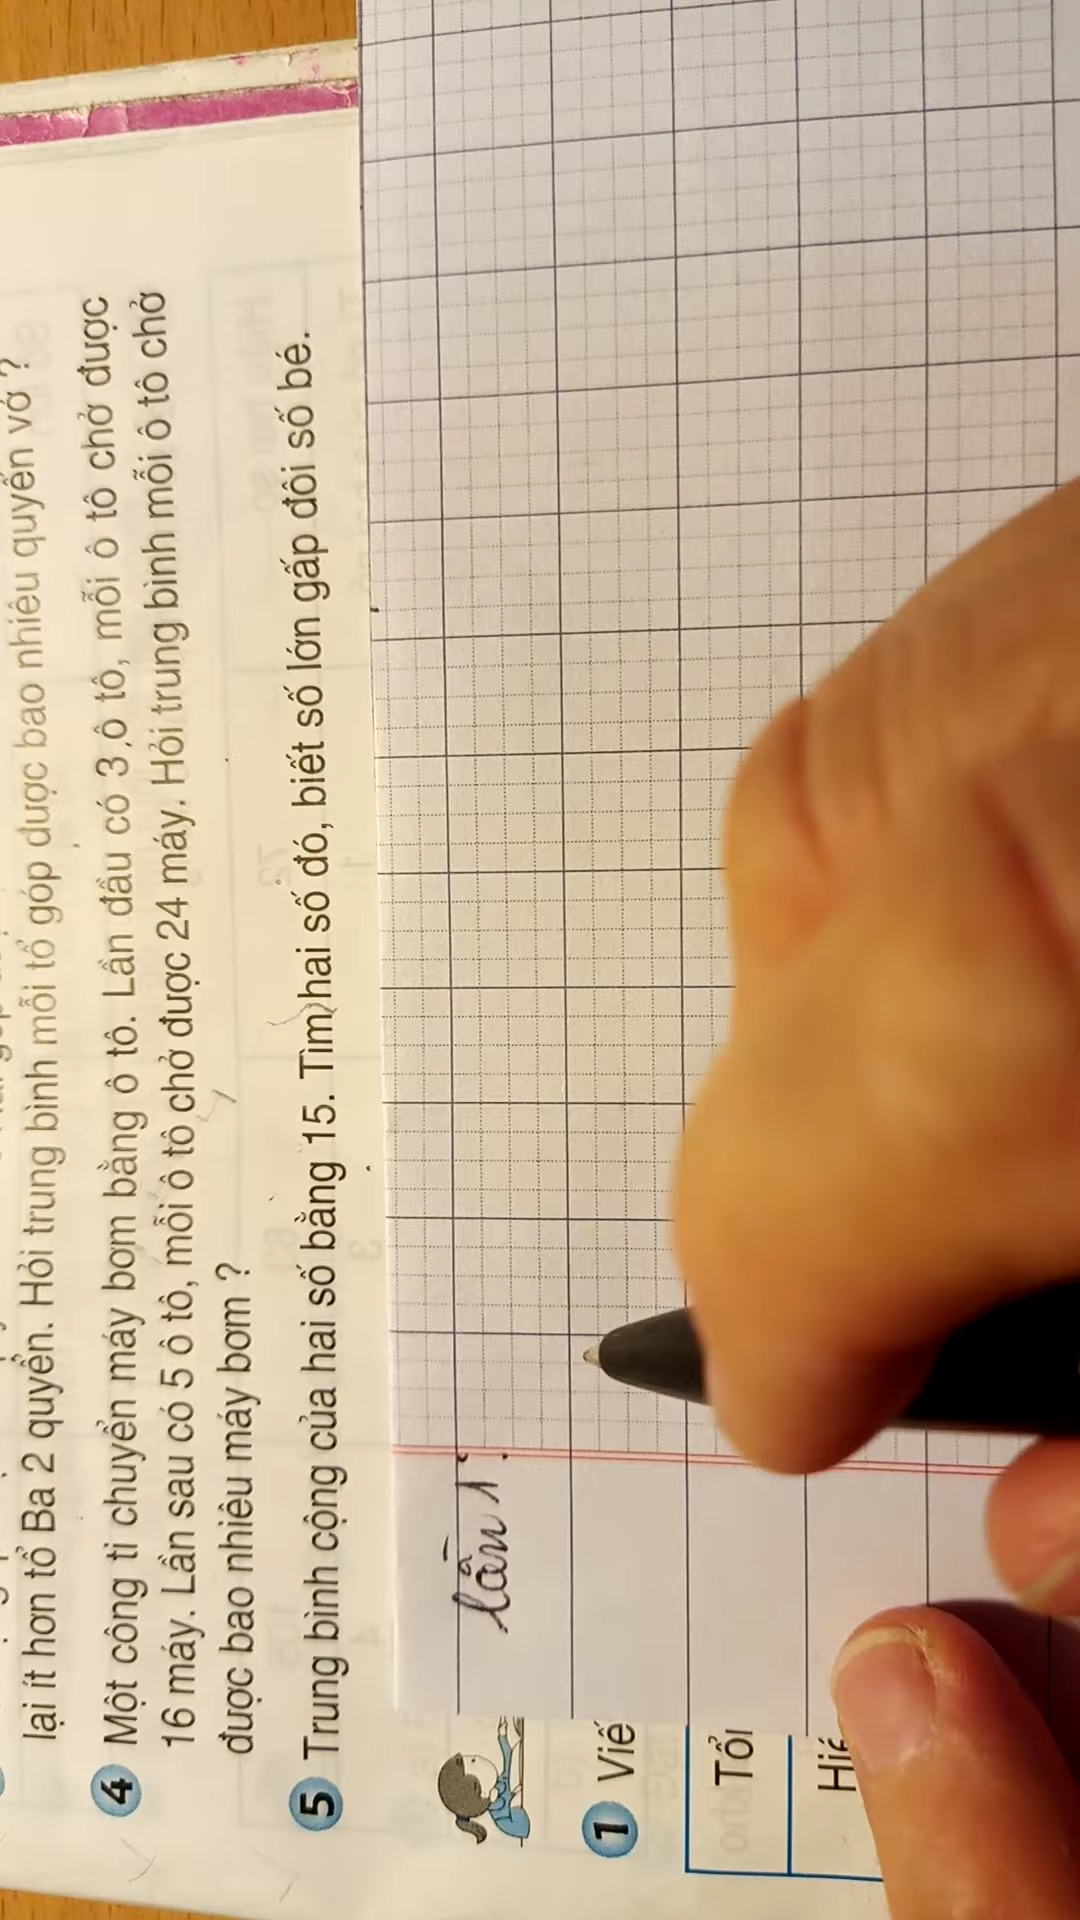 lại ít hơn tổ Ba 2 quyển. Hỏi trung bình mỗi tổ góp được bao nhiêu quyển vở ?
4 Một công ti chuyển máy bơm bằng ô tô. Lần đầu có 3 ô tô, mỗi ô tô chở được
16 máy. Lần sau có 5 ô tô, mỗi ô tô chở được 24 máy. Hỏi trung bình mỗi ô tô chở
được bao nhiêu máy bơm ?
5 Trung bình cộng của hai số bằng 15. Tìm hai số đó, biết số lớn gấp đôi số bé.
lần 1:
1 Viế
Tổ